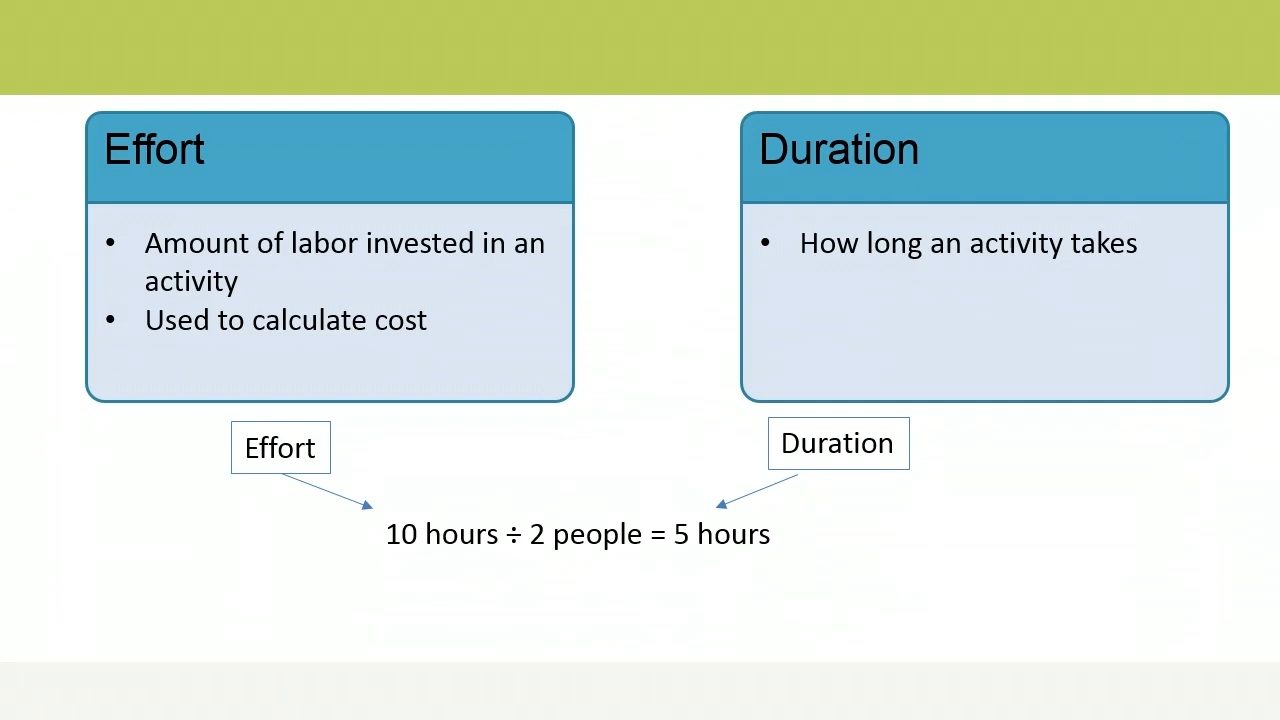 Effort
• Amount of labor invested in an
activity
• Used to calculate cost
Duration
• How long an activity takes
Effort
Duration
10 hours ÷ 2 people = 5 hours